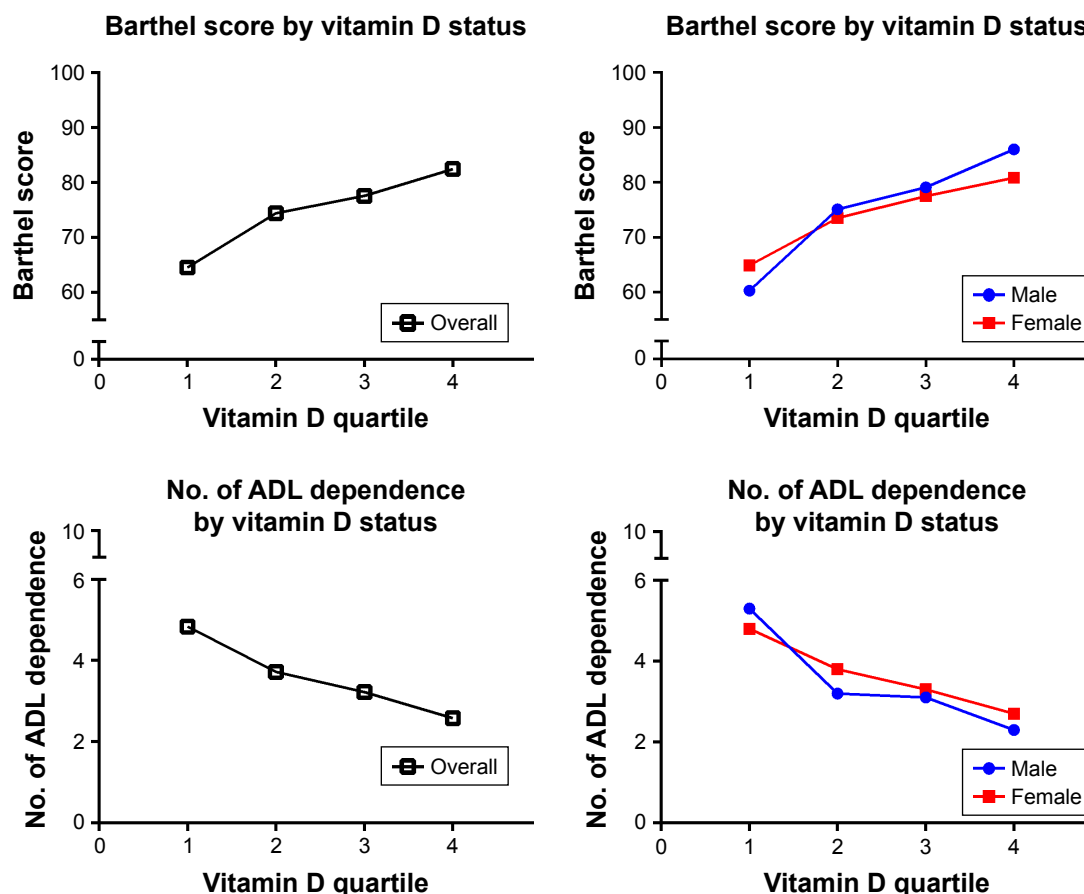 Barthel score by vitamin D status
100
90
80
70
60
0
Barthel score
Overall
0 1 2 3 4
Vitamin D quartile
Barthel score by vitamin D status
100
90
80
70
60
0
Barthel score
Male
Female
0 1 2 3 4
Vitamin D quartile
No. of ADL dependence
by vitamin D status
10
6
4
2
0
No. of ADL dependence
Overall
0 1 2 3 4
Vitamin D quartile
No. of ADL dependence
by vitamin D status
10
6
4
2
0
No. of ADL dependence
Male
Female
0 1 2 3 4
Vitamin D quartile